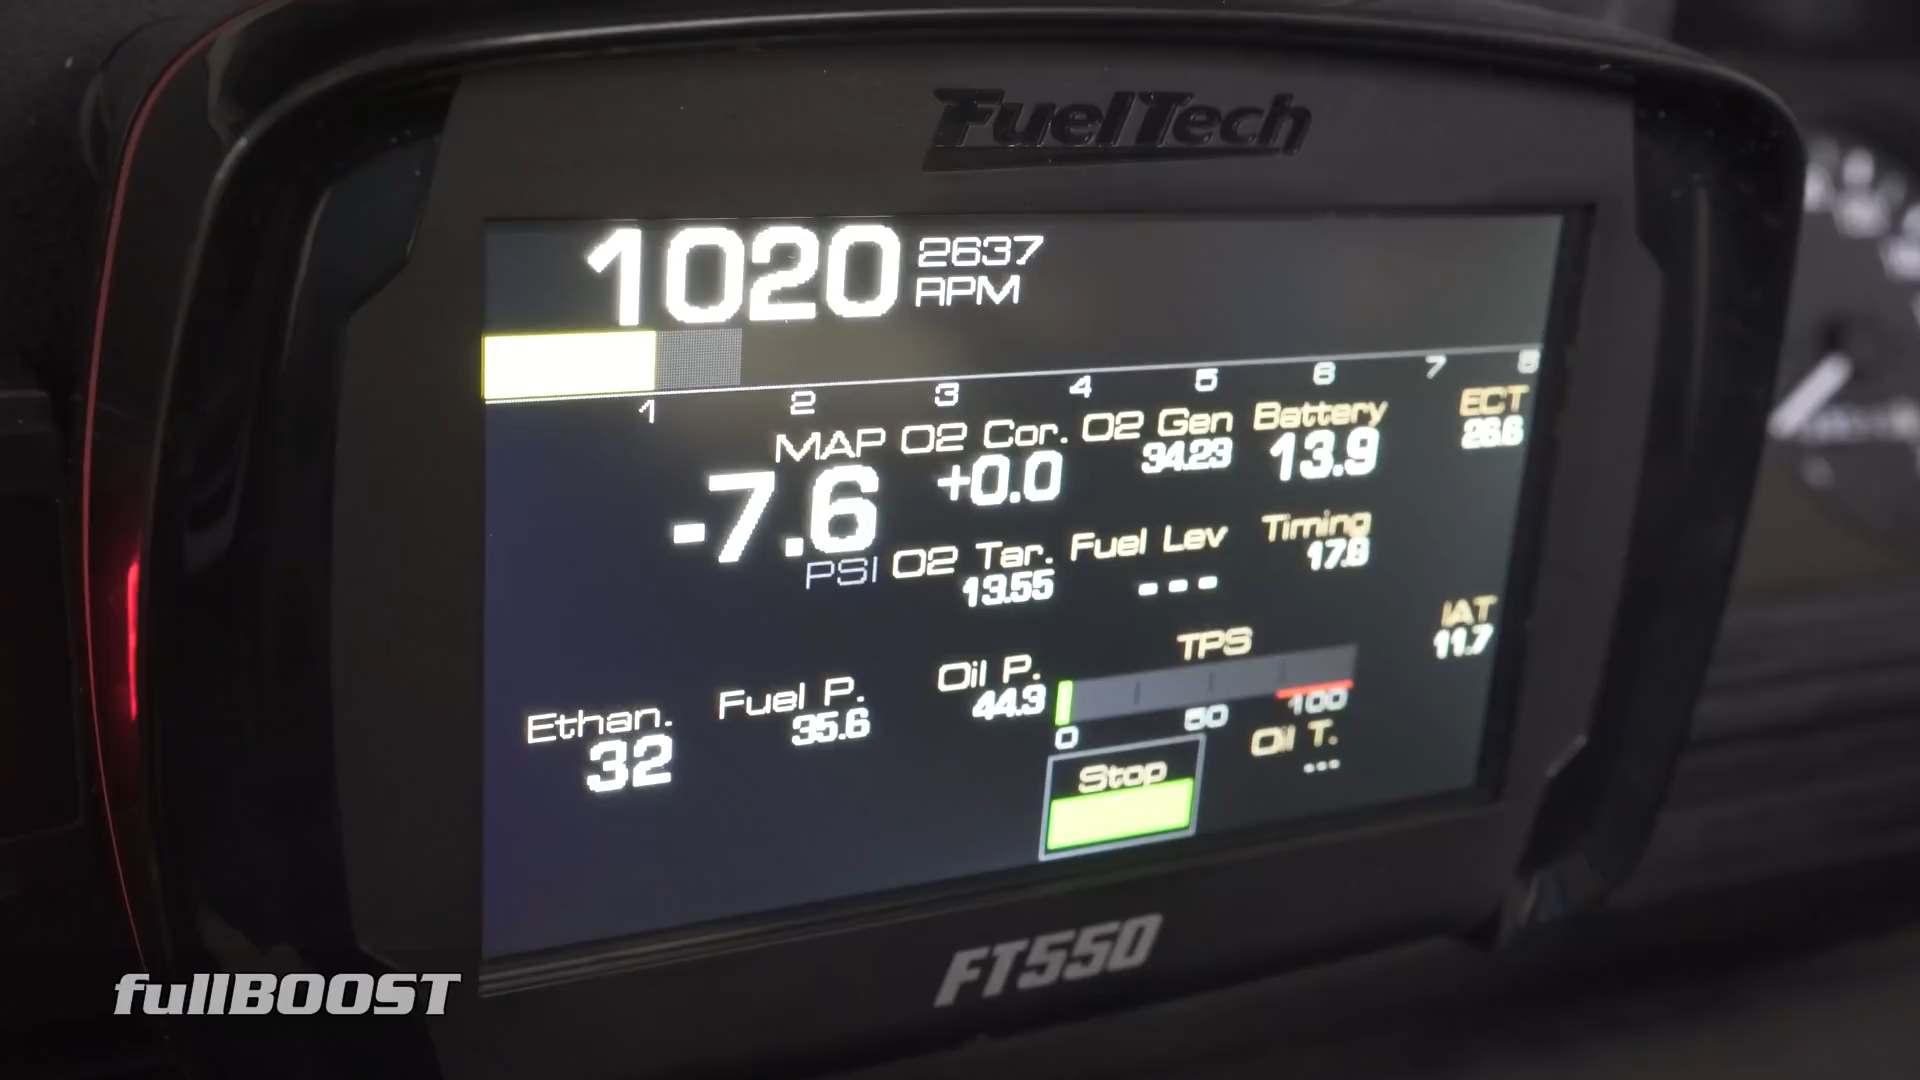 FuelTech
1020 2637
RPM
1 2 3 4 5 6 7 8
MAP O2 Cor. O2 Gen Battery ECT
-7.6 +0.0 34.23 13.9 26.6
PSI O2 Tar. Fuel Lev Timing
13.55 --- 17.9
TPS IAT
11.7
Ethan. Fuel P. Oil P.
32 35.6 44.9
0 50 100
Stop Oil T.
---
FT550
fullBOOST